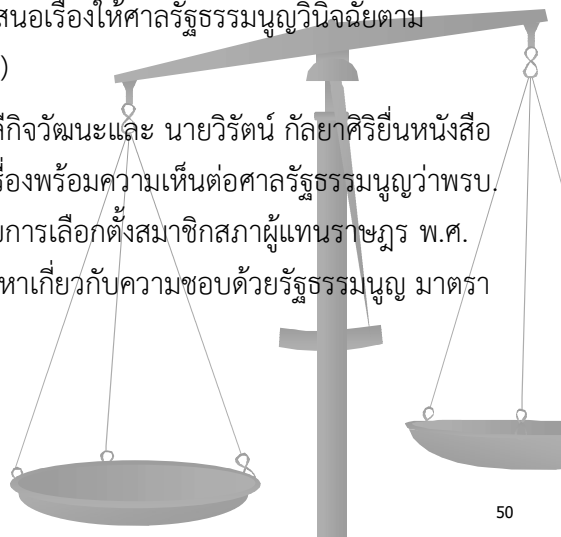 สนอเรื่องให้ศาลรัฐธรรมนูญวินิจฉัยตาม
)
ลีกิจวัฒนะและ นายวิรัตน์ กัลยาศิริยื่นหนังสือ
รื่องพร้อมความเห็นต่อศาลรัฐธรรมนูญว่าพรบ.
ยการเลือกตั้งสมาชิกสภาผู้แทนราษฎร พ.ศ.
หาเกี่ยวกับความชอบด้วยรัฐธรรมนูญ มาตรา
50